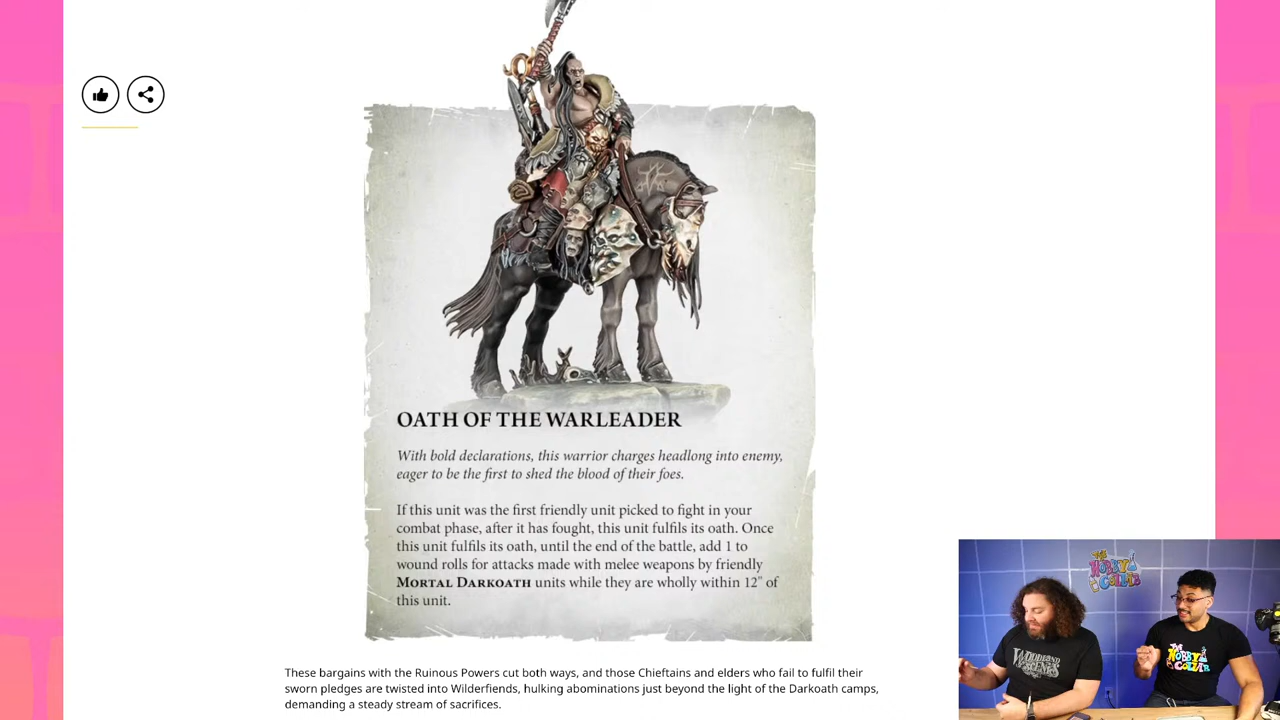 OATH OF THE WARLEADER
With bold declarations, this warrior charges headlong into enemy,
eager to be the first to shed the blood of their foes.
If this unit was the first friendly unit picked to fight in your
combat phase, after it has fought, this unit fulfils its oath. Once
this unit fulfils its oath, until the end of the battle, add 1 to
wound rolls for attacks made with melee weapons by friendly
MORTAL DARKOATH units while they are wholly within 12" of
this unit.
These bargains with the Ruinous Powers cut both ways, and those Chieftains and elders who fail to fulfil their
sworn pledges are twisted into Wilderfiends, hulking abominations just beyond the light of the Darkoath camps,
demanding a steady stream of sacrifices.
THE
HOBBY
COLLAB
THE
HOBBY
COLLAB